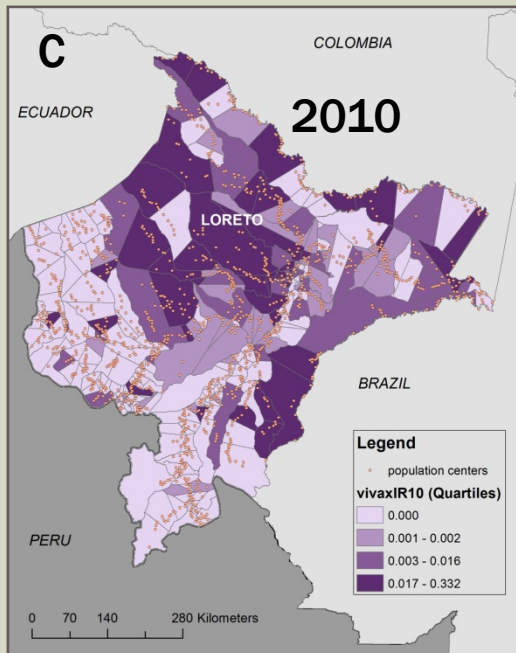 C
COLOMBIA
ECUADOR
2010
LORETO
BRAZIL
PERU
Legend
population centers
vivaxIR10 (Quartiles)
0.000
0.001 - 0.002
0.003 - 0.016
0.017 - 0.332
0 70 140 280 Kilometers